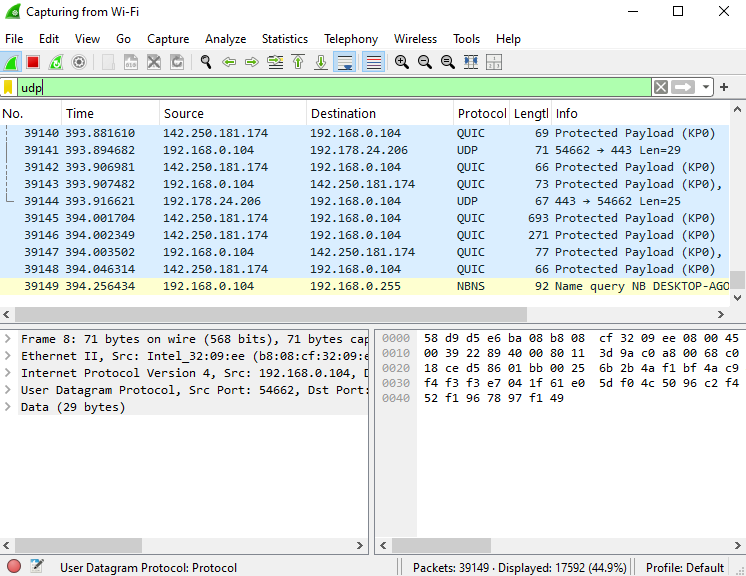 Capturing from Wi-Fi
File Edit View Go Capture Analyze Statistics Telephony Wireless Tools Help
udp
No. Time Source Destination Protocol Lengtl Info
39140 393.881610 142.250.181.174 192.168.0.104 QUIC 69 Protected Payload (KP0)
39141 393.894682 192.168.0.104 192.178.24.206 UDP 71 54662 → 443 Len=29
39142 393.906981 142.250.181.174 192.168.0.104 QUIC 66 Protected Payload (KP0)
39143 393.907482 192.168.0.104 142.250.181.174 QUIC 73 Protected Payload (KP0),
39144 393.916621 192.178.24.206 192.168.0.104 UDP 67 443 → 54662 Len=25
39145 394.001704 142.250.181.174 192.168.0.104 QUIC 693 Protected Payload (KP0)
39146 394.002349 142.250.181.174 192.168.0.104 QUIC 271 Protected Payload (KP0)
39147 394.003502 192.168.0.104 142.250.181.174 QUIC 77 Protected Payload (KP0),
39148 394.046314 142.250.181.174 192.168.0.104 QUIC 66 Protected Payload (KP0)
39149 394.256434 192.168.0.104 192.168.0.255 NBNS 92 Name query NB DESKTOP-AGO
Frame 8: 71 bytes on wire (568 bits), 71 bytes cap
Ethernet II, Src: Intel_32:09:ee (b8:08:cf:32:09:e
Internet Protocol Version 4, Src: 192.168.0.104, D
User Datagram Protocol, Src Port: 54662, Dst Port:
Data (29 bytes)
0000 58 d9 d5 e6 ba 08 b8 08 cf 32 09 ee 08 00 45
0010 00 39 22 89 40 00 80 11 3d 9a c0 a8 00 68 c0
0020 18 ce d5 86 01 bb 00 25 6b 2b 4a f1 bf 4a c9
0030 f4 f3 f3 e7 04 1f 61 e0 5d f0 4c 50 96 c2 f4
0040 52 f1 96 78 97 f1 49
User Datagram Protocol: Protocol
Packets: 39149 · Displayed: 17592 (44.9%)
Profile: Default